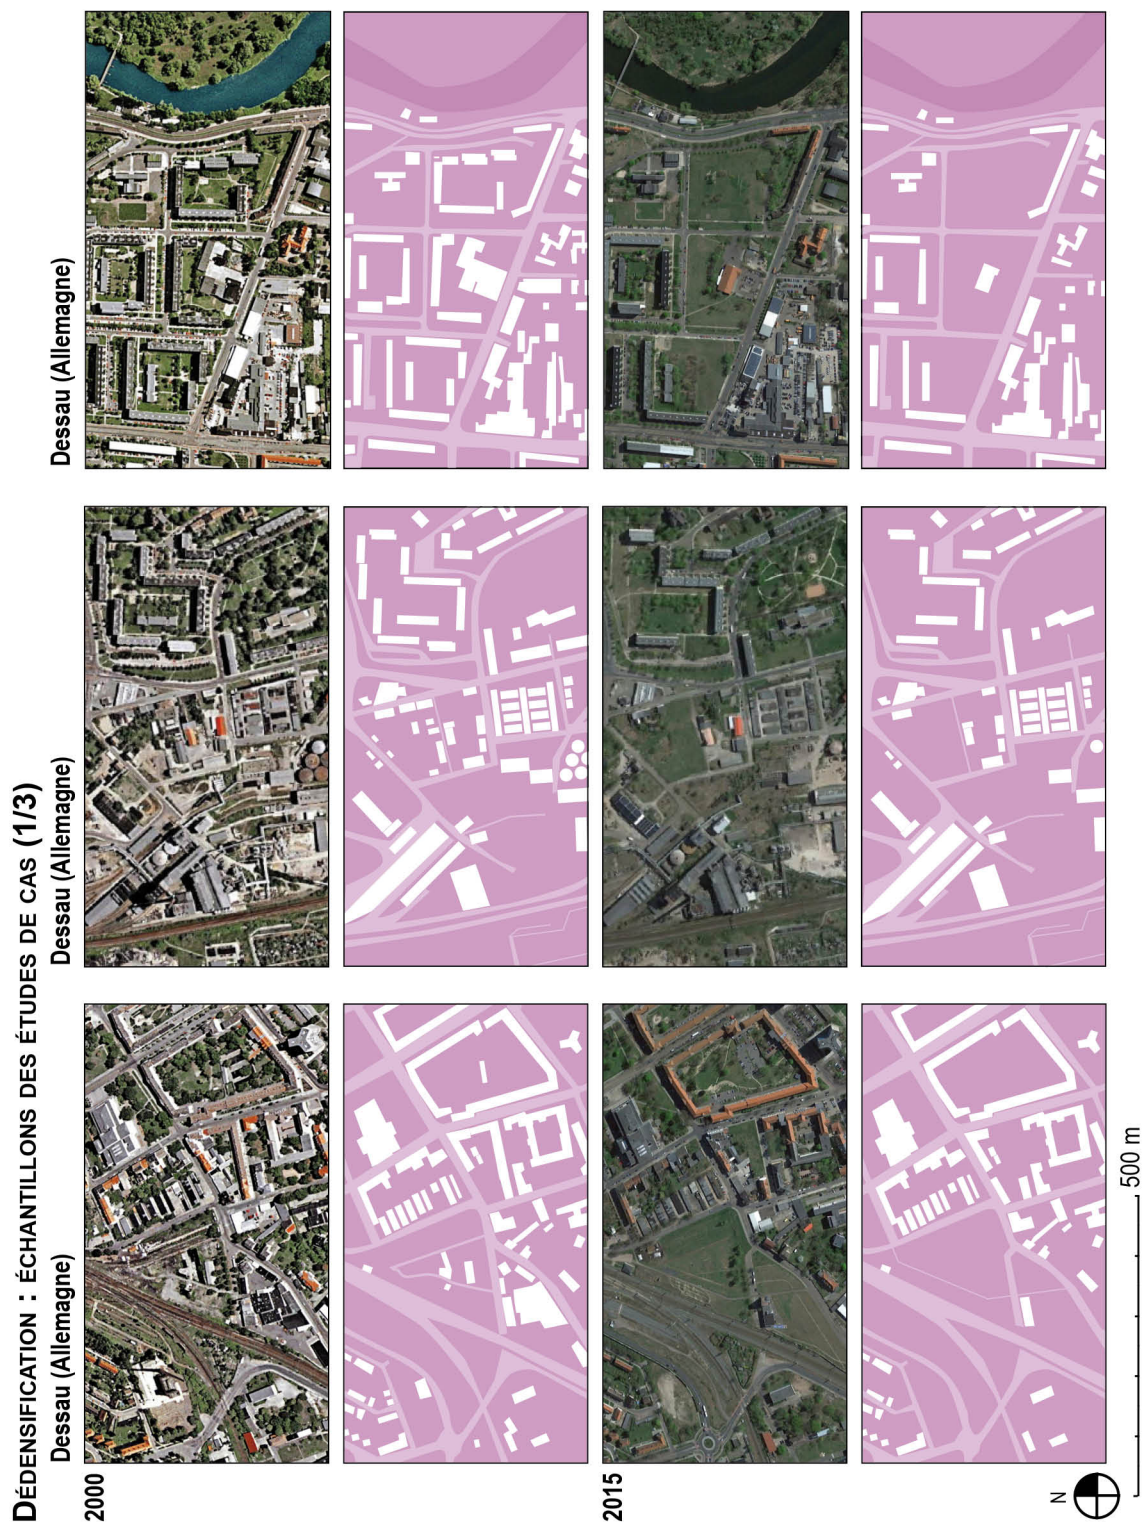 DÉDENSIFICATION : ÉCHANTILLONS DES ÉTUDES DE CAS (1/3)
Dessau (Allemagne)
Dessau (Allemagne)
Dessau (Allemagne)
2000
2015
N
500 m